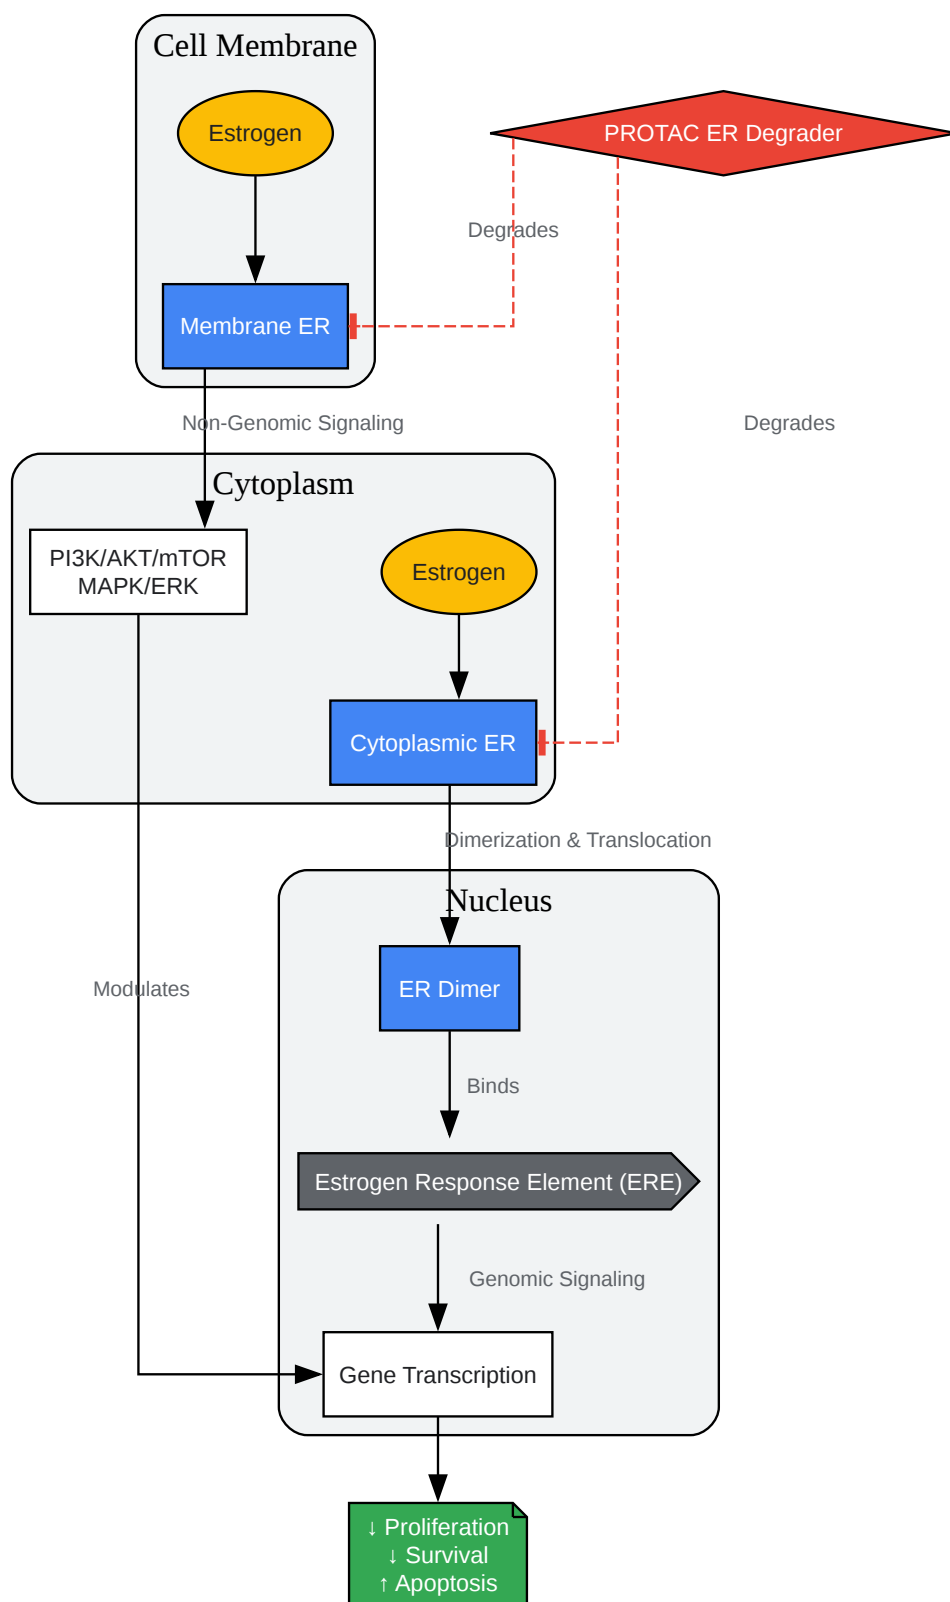 Cell Membrane
Estrogen
PROTAC ER Degrader
Degrades
Membrane ER
Non-Genomic Signaling
Degrades
Cytoplasm
PI3K/AKT/mTOR
MAPK/ERK
Estrogen
Cytoplasmic ER
Dimerization & Translocation
Nucleus
ER Dimer
Modulates
Binds
Estrogen Response Element (ERE)
Genomic Signaling
Gene Transcription
↓ Proliferation
↓ Survival
↑ Apoptosis